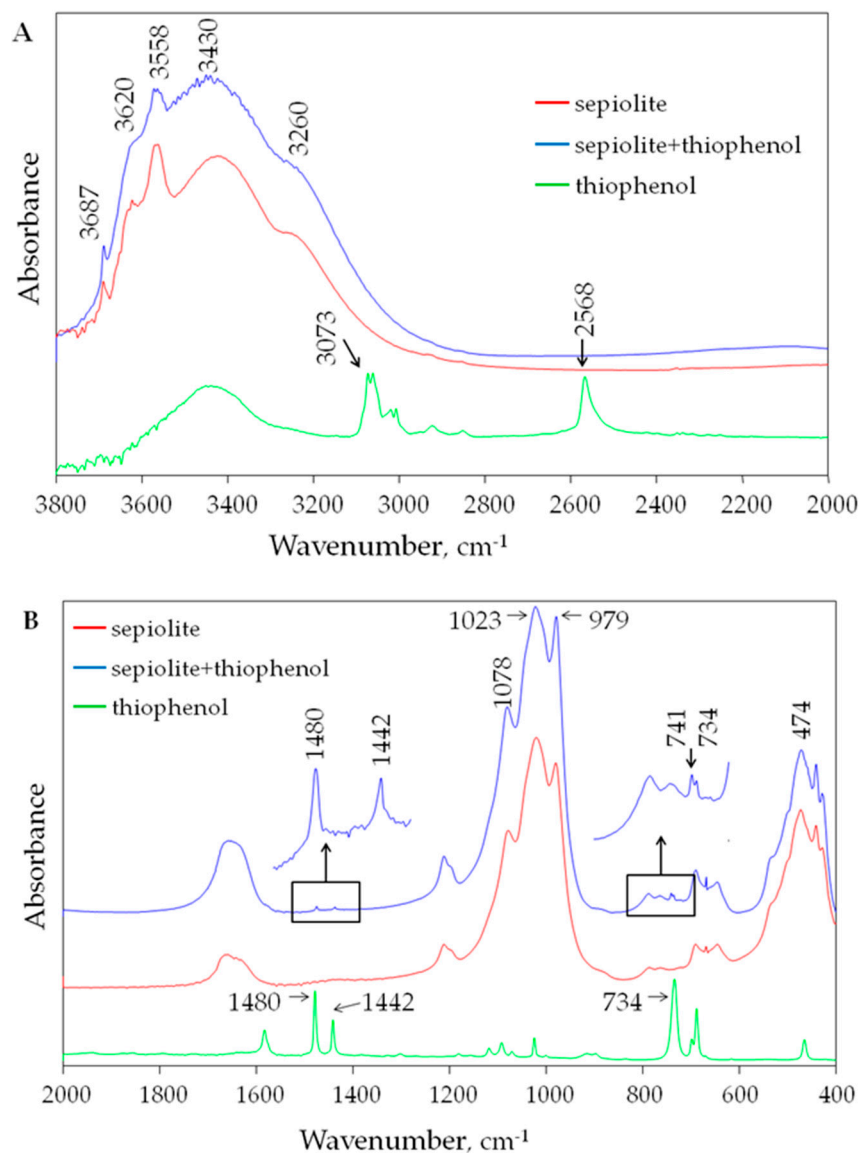 A
3687
3620
3558
3430
3260
3073
2568
sepiolite
sepiolite+thiophenol
thiophenol
Absorbance
3800 3600 3400 3200 3000 2800 2600 2400 2200 2000
Wavenumber, cm-1
B
sepiolite
sepiolite+thiophenol
thiophenol
1480
1442
1078
1023
979
741
734
474
1480
1442
734
Absorbance
2000 1800 1600 1400 1200 1000 800 600 400
Wavenumber, cm-1